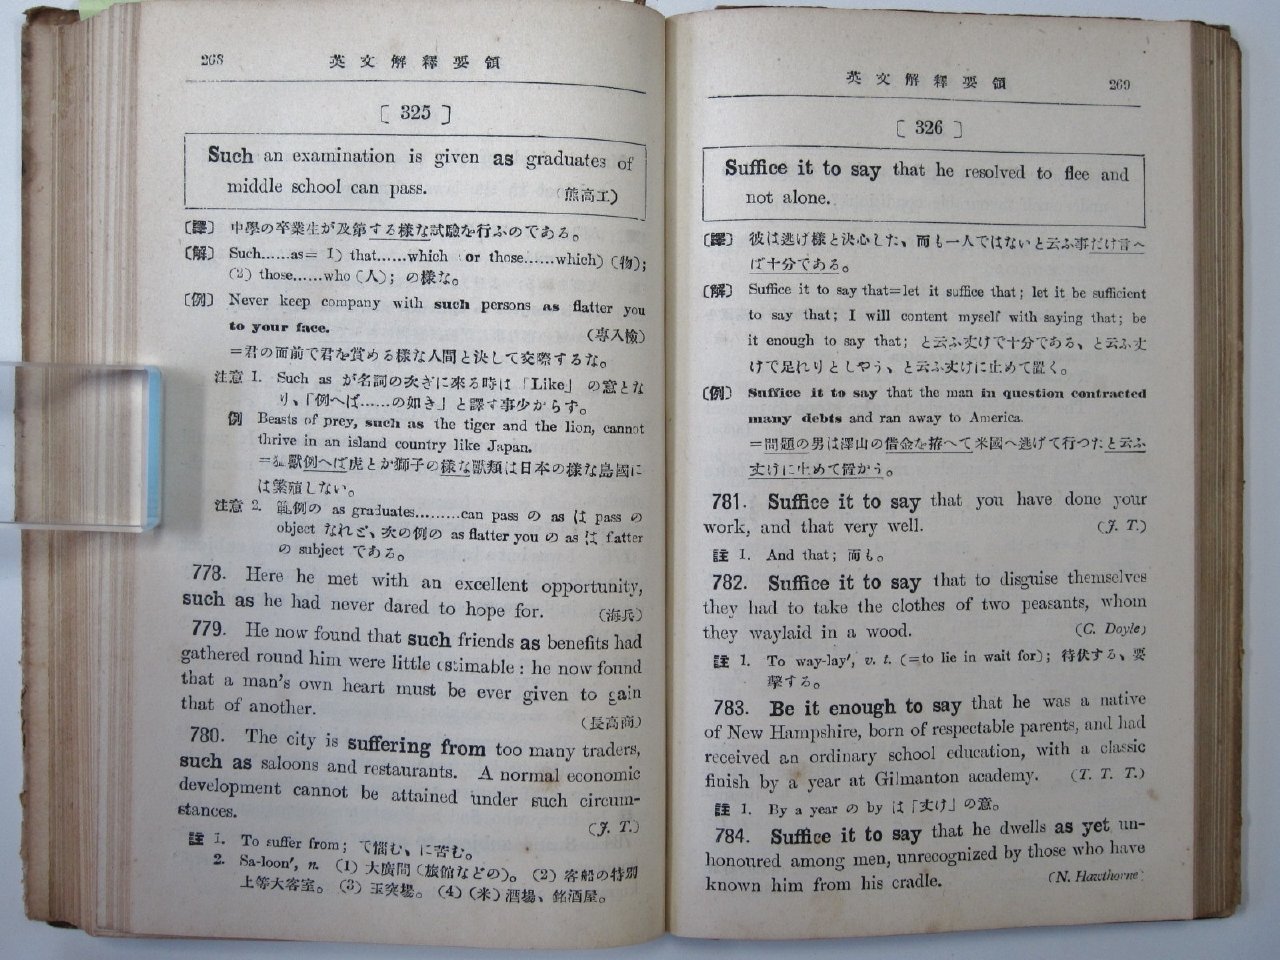 268
英文解釋要領
〔 325 〕
Such an examination is given as graduates of
middle school can pass. (熊高工)
〔譯〕 中學の卒業生が及第する樣な試驗を行ふのである。
〔解〕 Such……as= 1) that……which or those……which) (物);
(2) those……who (人); の樣な。
〔例〕 Never keep company with such persons as flatter you
to your face. (專入檢)
=君の面前で君を賞める樣な人間と決して交際するな。
注意 1. Such as が名詞の次ぎに來る時は「Like」の意とな
り、「例へば……の如き」と譯す事少からず。
例 Beasts of prey, such as the tiger and the lion, cannot
thrive in an island country like Japan.
=猛獸例へば虎とか獅子の樣な獸類は日本の樣な島國に
は繁殖しない。
注意 2. 範例の as graduates………can pass の as は pass の
object なれど、次の例の as flatter you の as は flatter
の subject である。
778. Here he met with an excellent opportunity,
such as he had never dared to hope for. (海兵)
779. He now found that such friends as benefits had
gathered round him were little estimable : he now found
that a man's own heart must be ever given to gain
that of another.
(長高商)
780. The city is suffering from too many traders,
such as saloons and restaurants. A normal economic
development cannot be attained under such circum-
stances.
(J. T.)
註 1. To suffer from; で惱む、に苦む。
2. Sa-loon', n. (1) 大廣間 (旅館などの)。 (2) 客船の特別
上等大客室。 (3) 玉突場。 (4) (米) 酒場、銘酒屋。
英文解釋要領
269
〔 326 〕
Suffice it to say that he resolved to flee and
not alone.
〔譯〕 彼は逃げ樣と決心した、而も一人ではないと云ふ事だけ言へ
ば十分である。
〔解〕 Suffice it to say that=let it suffice that; let it be sufficient
to say that; I will content myself with saying that; be
it enough to say that; と云ふ丈けで十分である、と云ふ丈
けで足れりとしやう、と云ふ丈けに止めて置く。
〔例〕 Suffice it to say that the man in question contracted
many debts and ran away to America.
=問題の男は澤山の借金を拵へて米國へ逃げて行つたと云ふ
丈けに止めて置かう。
781. Suffice it to say that you have done your
work, and that very well. (J. T.)
註 1. And that; 而も。
782. Suffice it to say that to disguise themselves
they had to take the clothes of two peasants, whom
they waylaid in a wood. (C. Doyle)
註 1. To way-lay', v. t. (=to lie in wait for); 待伏する、要
擊する。
783. Be it enough to say that he was a native
of New Hampshire, born of respectable parents, and had
received an ordinary school education, with a classic
finish by a year at Gilmanton academy. (T. T. T.)
註 1. By a year の by は「丈け」の意。
784. Suffice it to say that he dwells as yet un-
honoured among men, unrecognized by those who have
known him from his cradle. (N. Hawthorne)